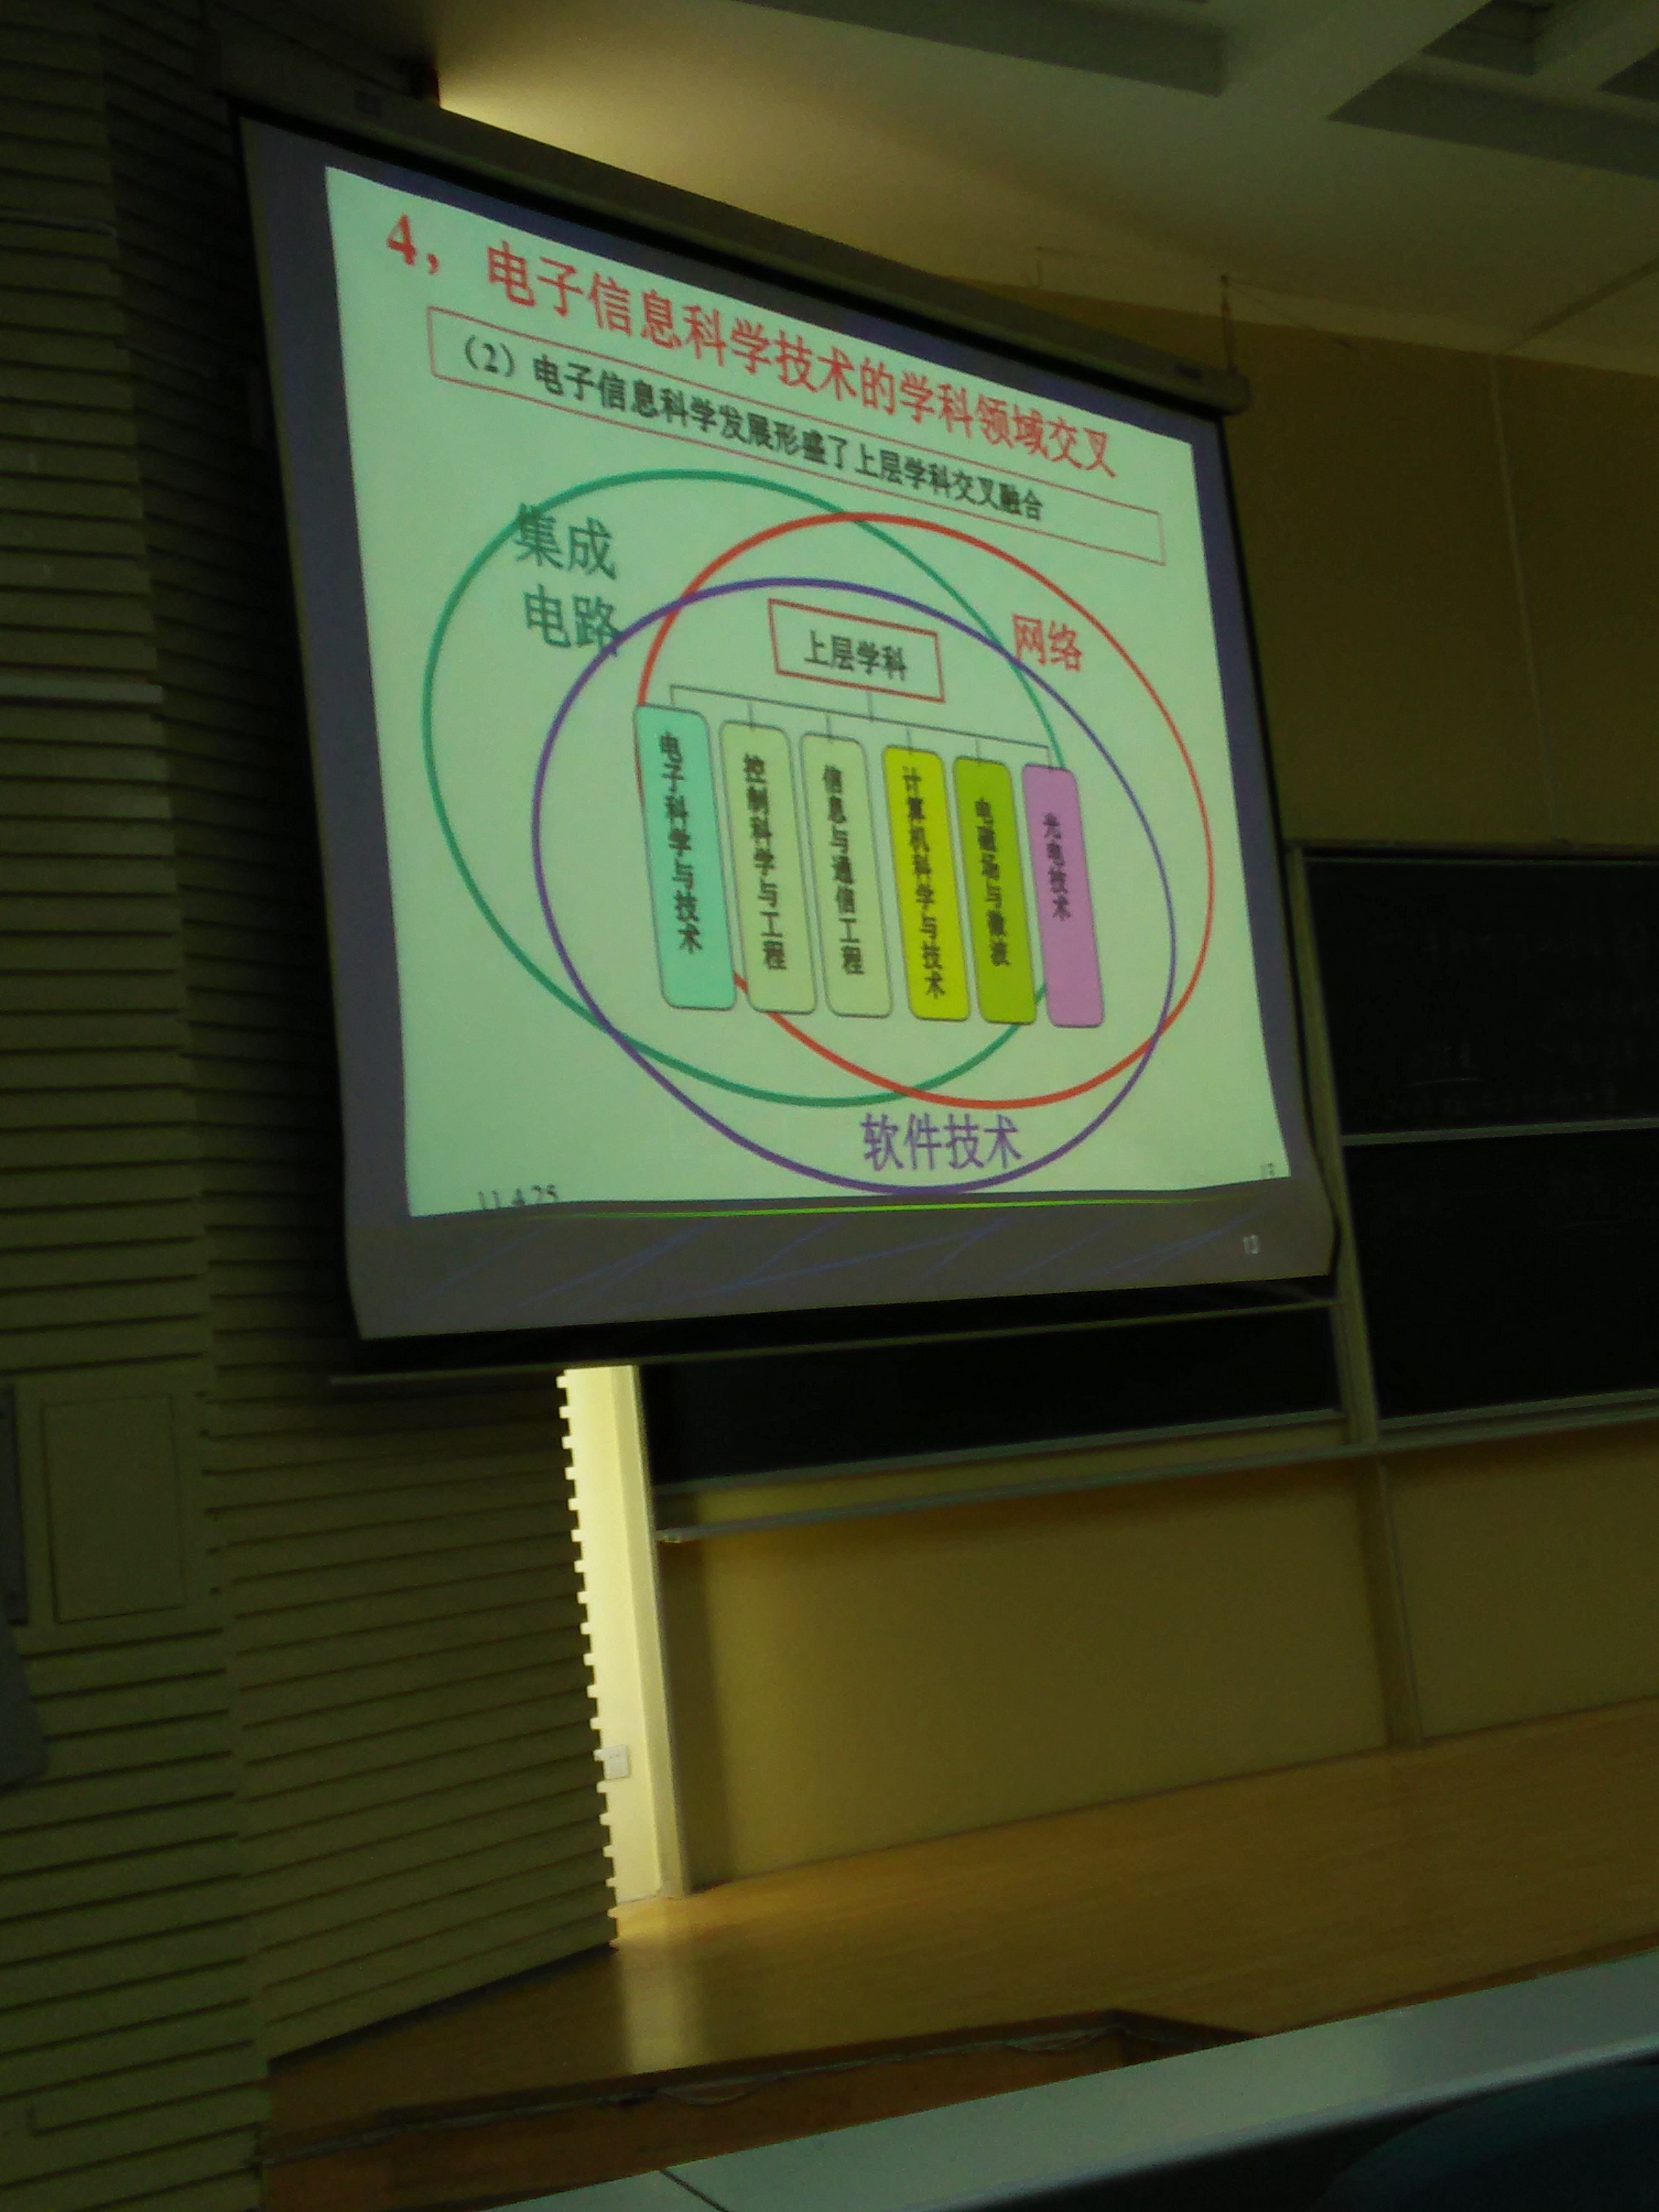 4，电子信息科学技术的学科领域交叉
（2）电子信息科学发展形盛了上层学科交叉融合
集成
电路
网络
上层学科
电子科学与技术
控制科学与工程
信息与通信工程
计算机科学与技术
电磁场与微波
光电技术
软件技术
11.4.25
13